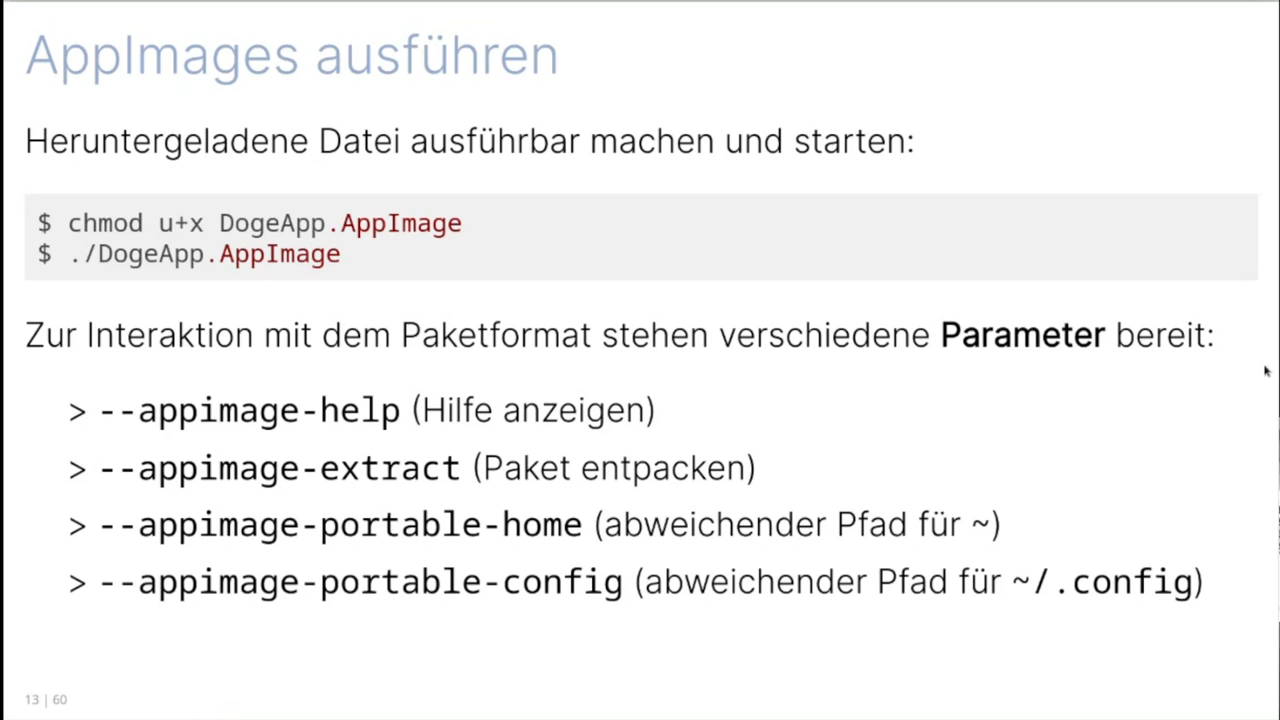 AppImages ausführen
Heruntergeladene Datei ausführbar machen und starten:
$ chmod u+x DogeApp.AppImage
$ ./DogeApp.AppImage
Zur Interaktion mit dem Paketformat stehen verschiedene Parameter bereit:
> --appimage-help (Hilfe anzeigen)
> --appimage-extract (Paket entpacken)
> --appimage-portable-home (abweichender Pfad für ~)
> --appimage-portable-config (abweichender Pfad für ~/.config)
13 | 60